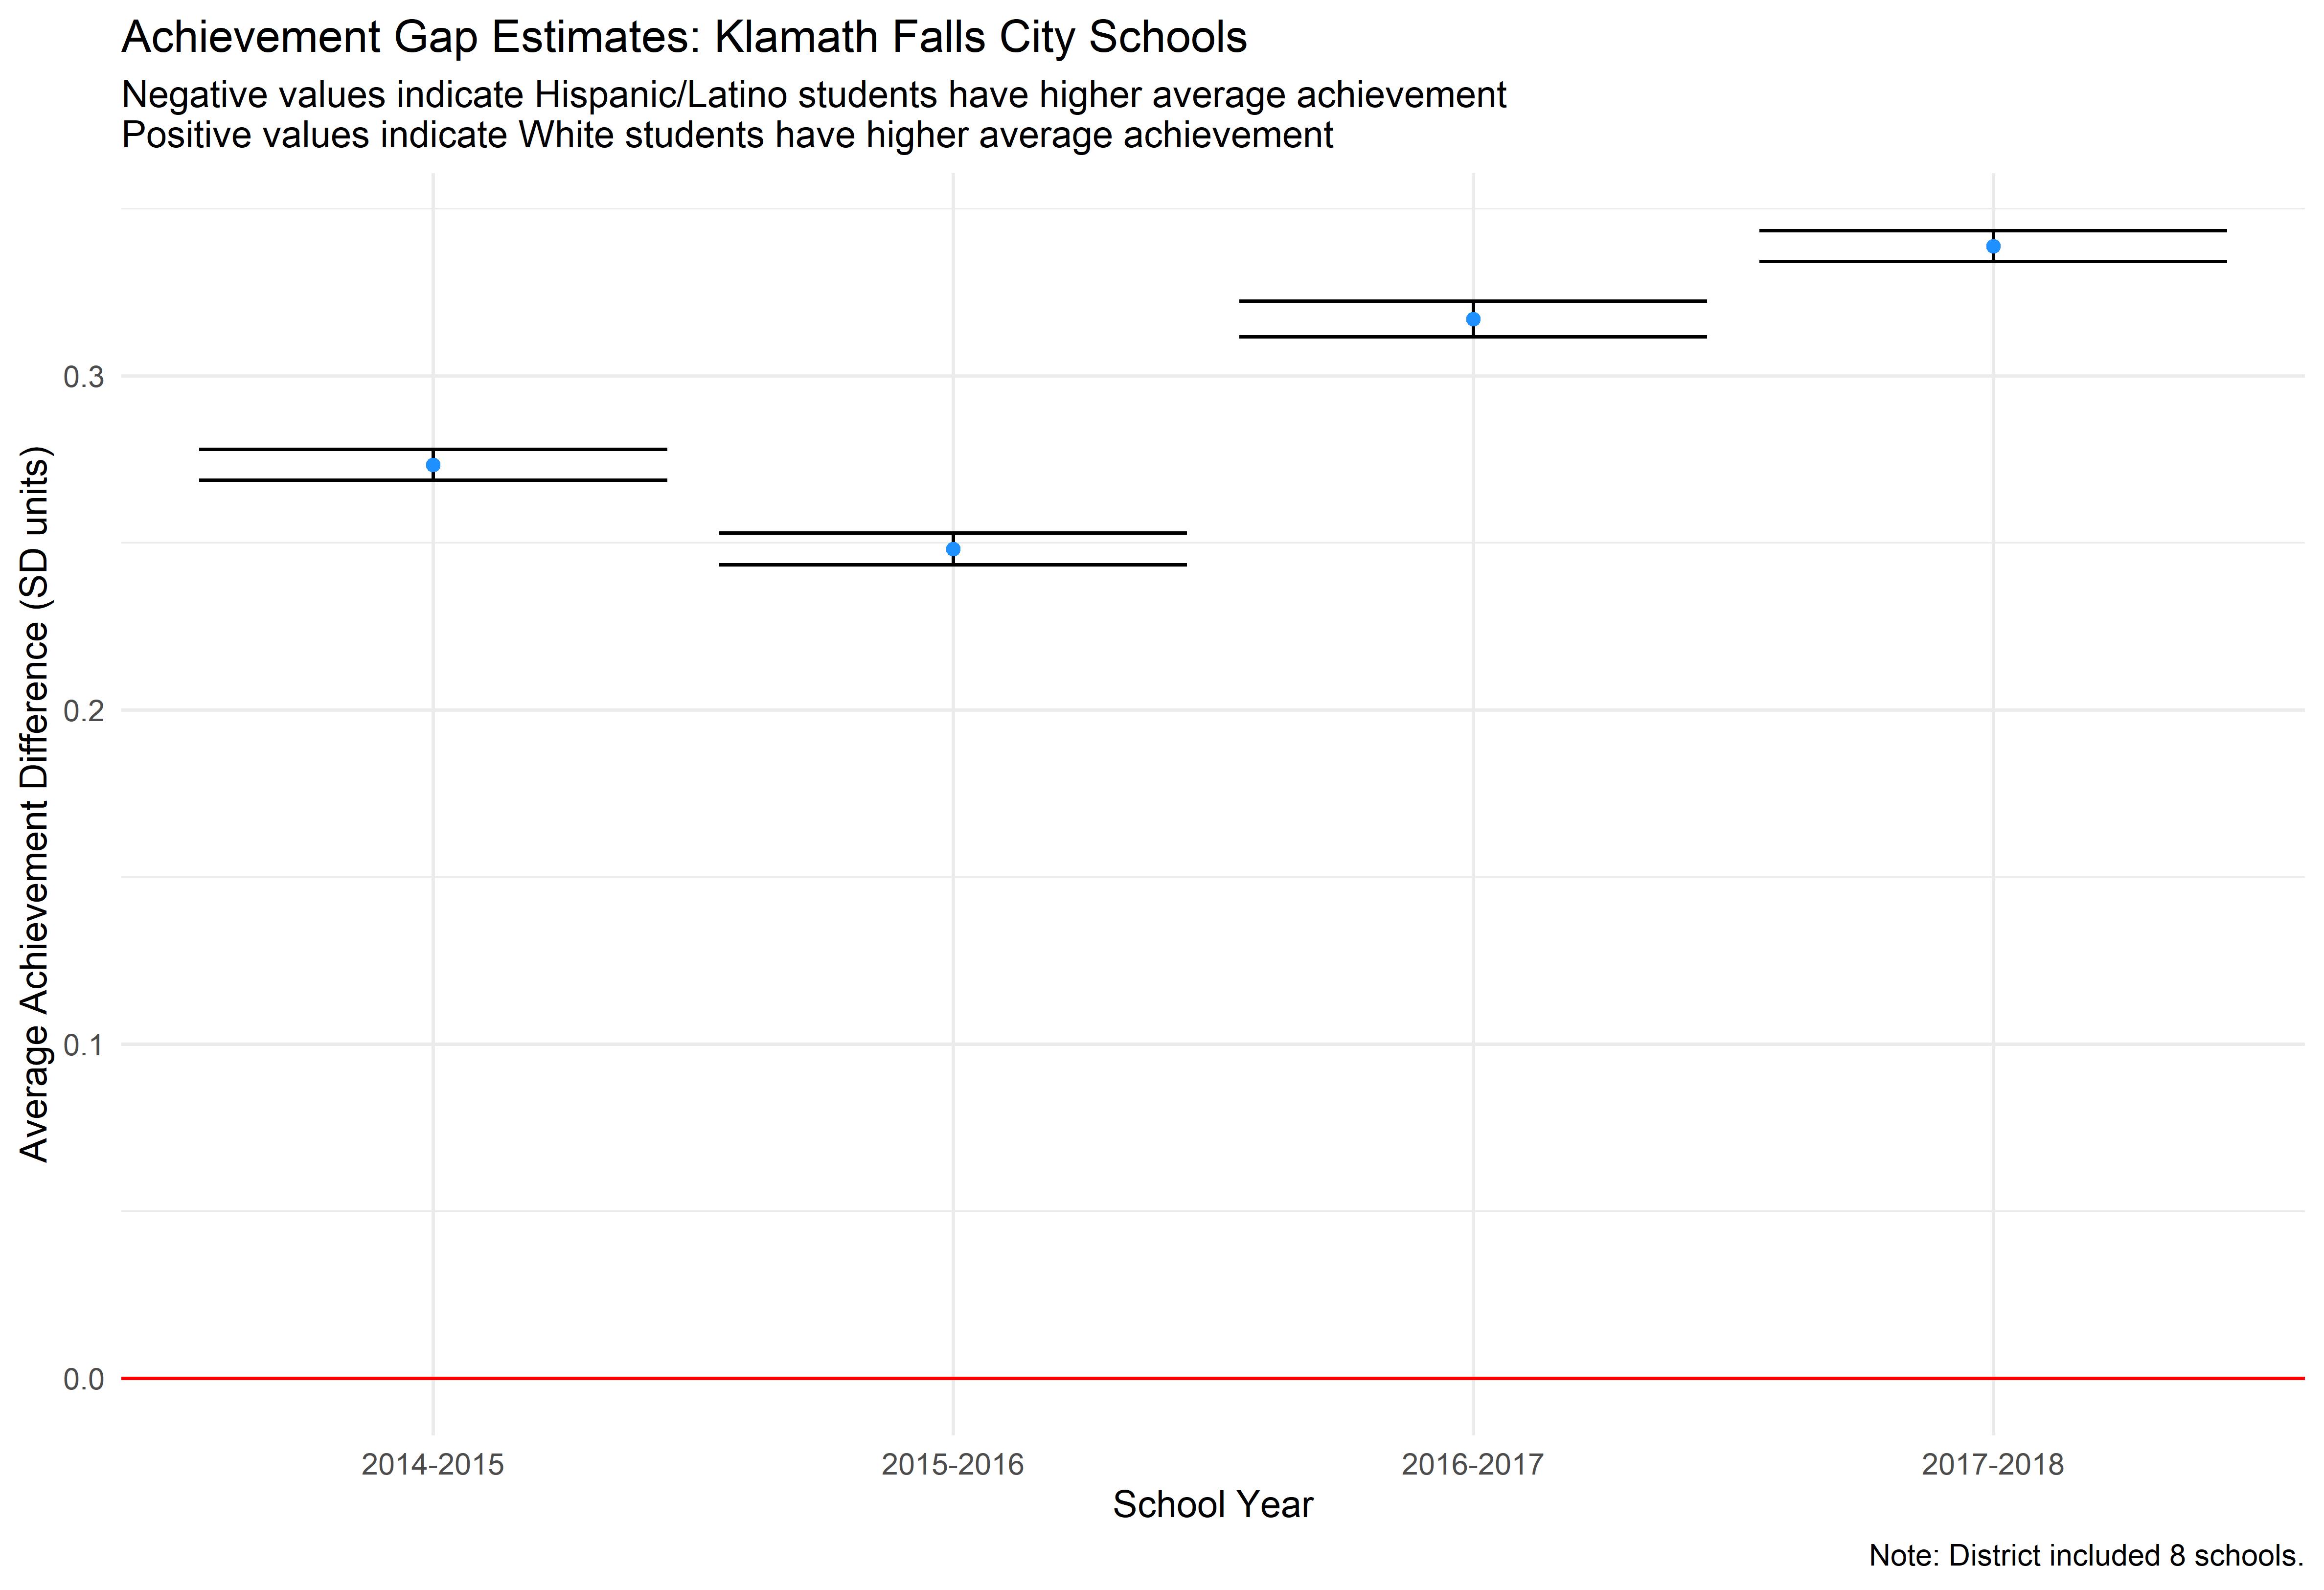 Achievement Gap Estimates: Klamath Falls City Schools
Negative values indicate Hispanic/Latino students have higher average achievement
Positive values indicate White students have higher average achievement
Average Achievement Difference (SD units)
0.3
0.2
0.1
0.0
2014-2015
2015-2016
2016-2017
2017-2018
School Year
Note: District included 8 schools.